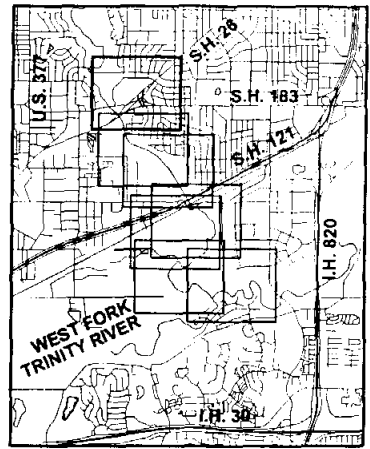 U.S. 377
S.H. 26
S.H. 183
S.H. 121
I.H. 820
WEST FORK
TRINITY RIVER
I.H. 30